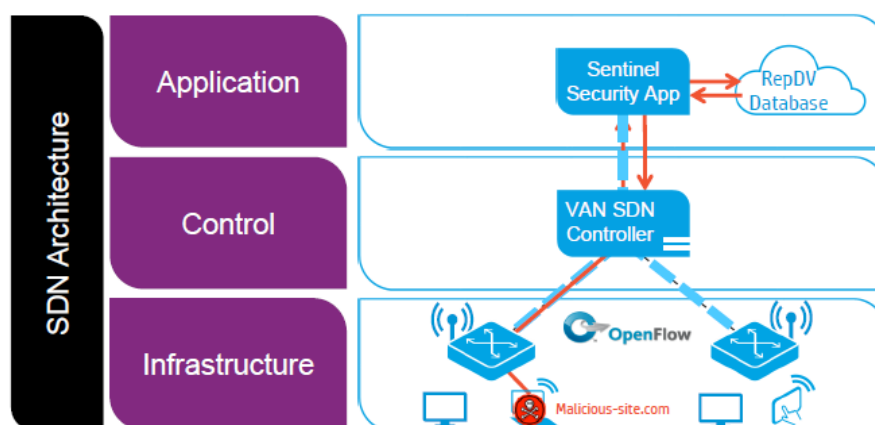 SDN Architecture
Application
Sentinel
Security App
RepDV
Database
Control
VAN SDN
Controller
Infrastructure
OpenFlow
Malicious-site.com